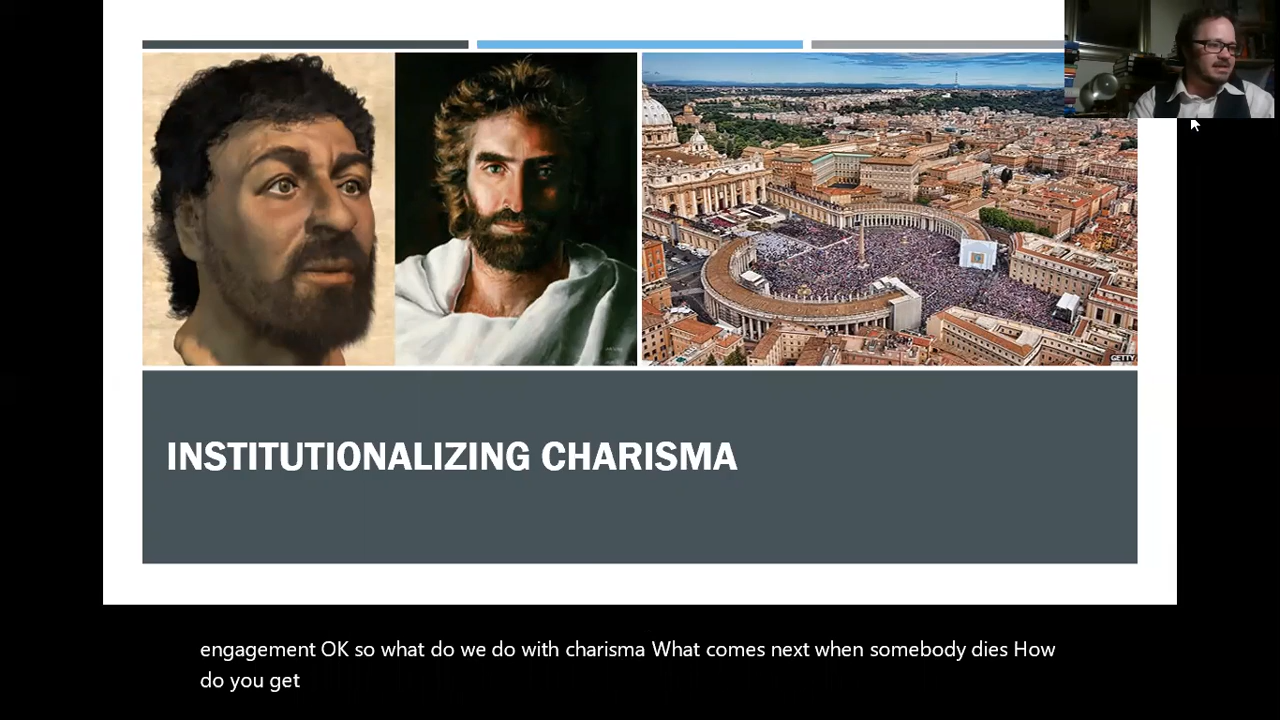 GETTY
INSTITUTIONALIZING CHARISMA
engagement OK so what do we do with charisma What comes next when somebody dies How
do you get